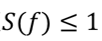 S(f) ≤ 1